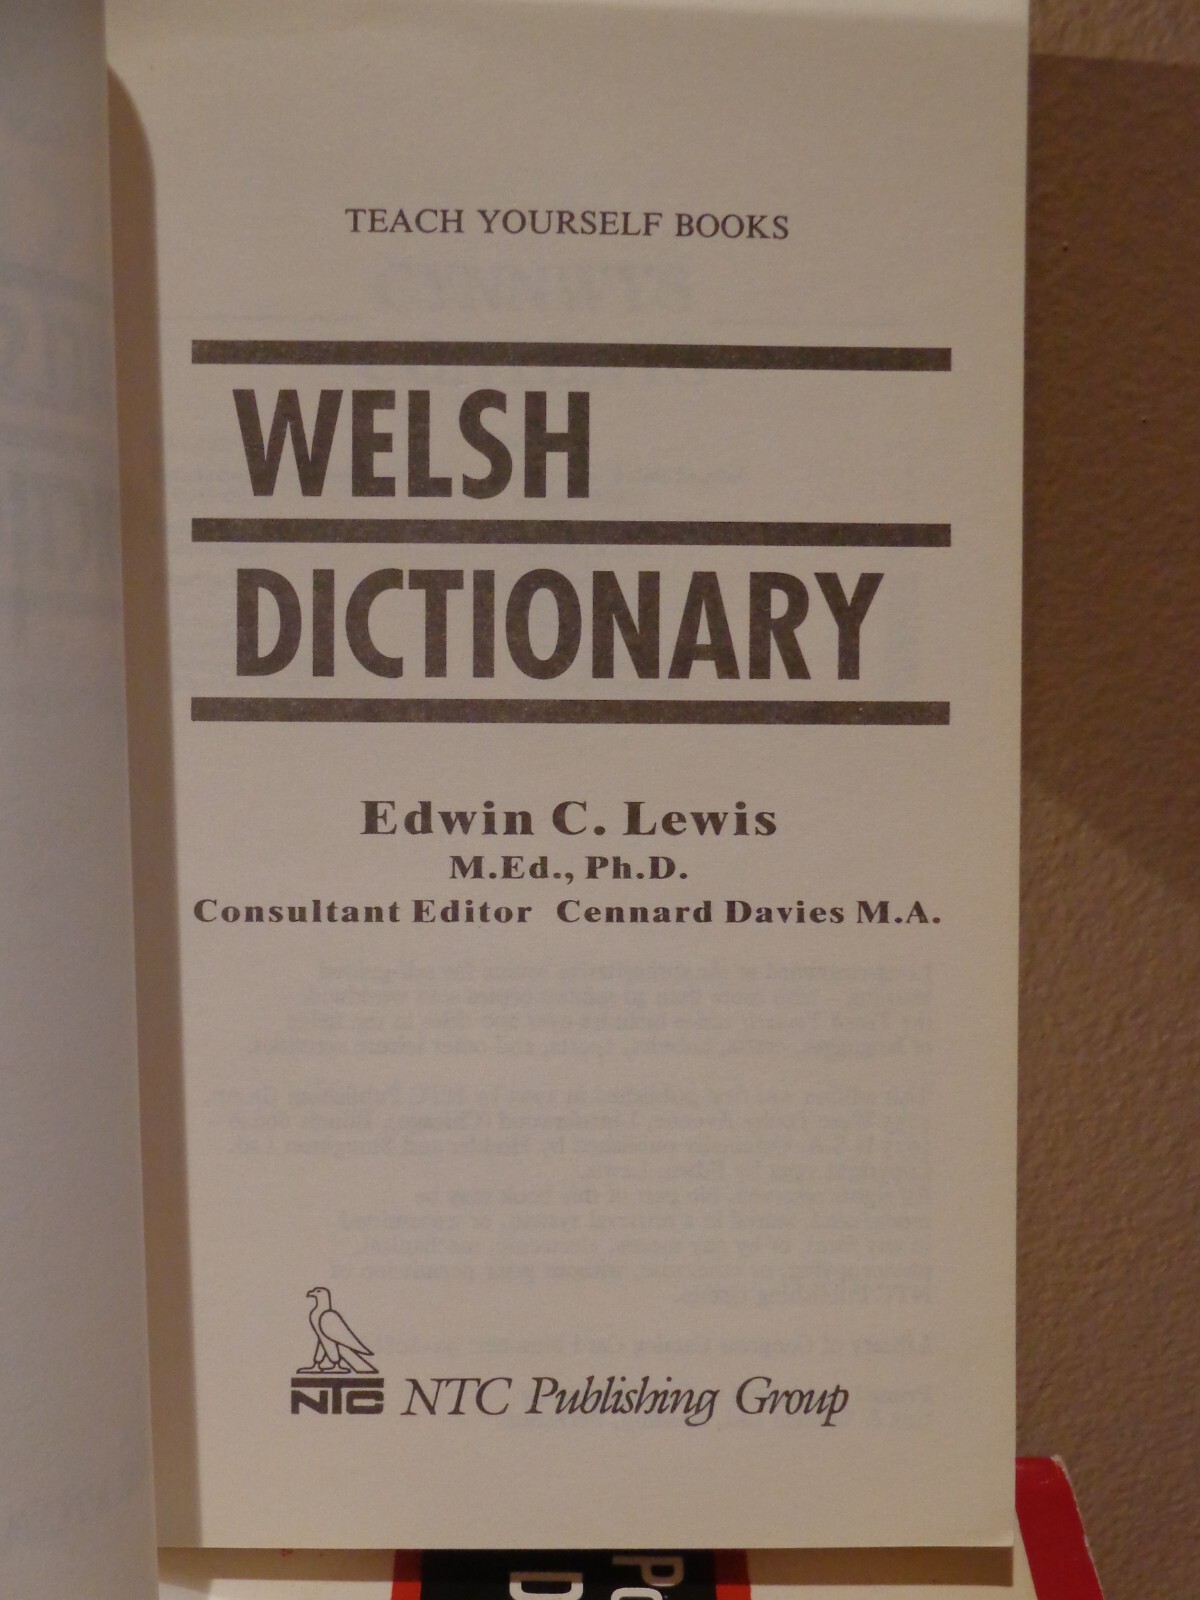 TEACH YOURSELF BOOKS
WELSH
DICTIONARY
Edwin C. Lewis
M.Ed., Ph.D.
Consultant Editor Cennard Davies M.A.
NTC NTC Publishing Group